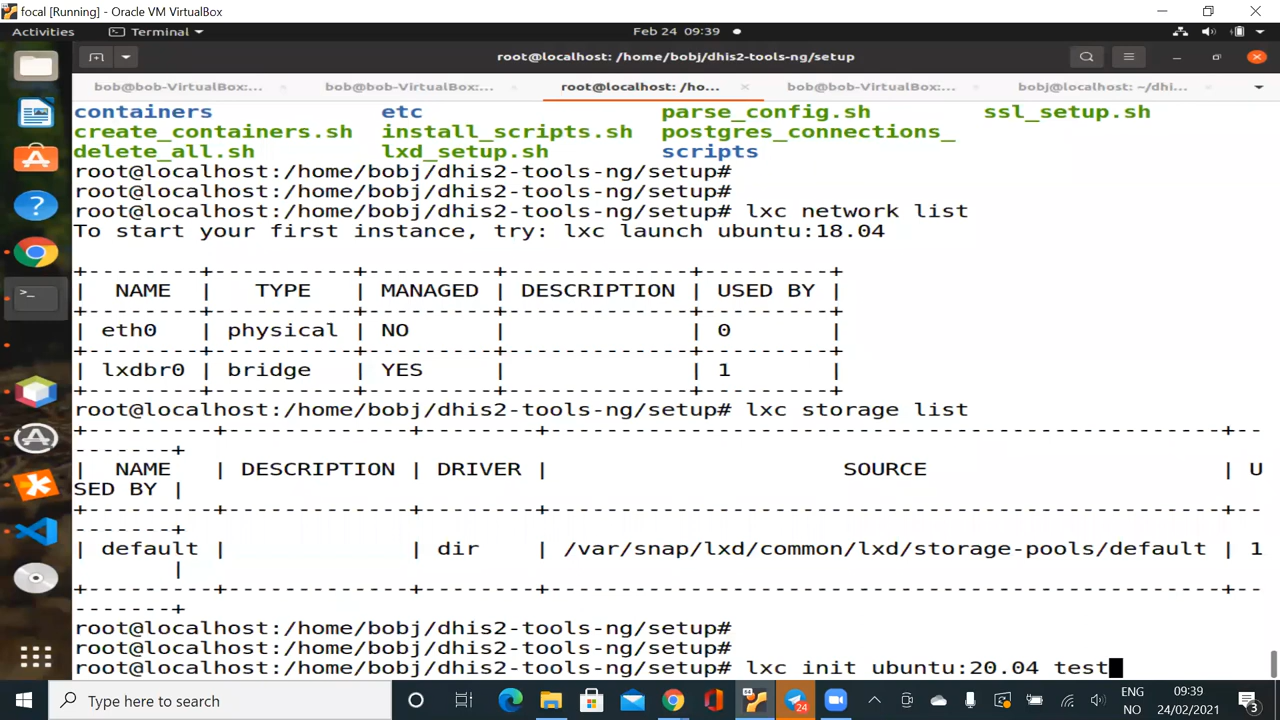 focal [Running] - Oracle VM VirtualBox
Activities Terminal Feb 24 09:39
root@localhost: /home/bobj/dhis2-tools-ng/setup
bob@bob-VirtualBox:... bob@bob-VirtualBox:... root@localhost: /ho... bob@bob-VirtualBox:... bobj@localhost: ~/dhi...
containers etc parse_config.sh ssl_setup.sh
create_containers.sh install_scripts.sh postgres_connections_
delete_all.sh lxd_setup.sh scripts
root@localhost:/home/bobj/dhis2-tools-ng/setup#
root@localhost:/home/bobj/dhis2-tools-ng/setup#
root@localhost:/home/bobj/dhis2-tools-ng/setup# lxc network list
To start your first instance, try: lxc launch ubuntu:18.04
+--------+----------+---------+-------------+---------+
| NAME | TYPE | MANAGED | DESCRIPTION | USED BY |
+--------+----------+---------+-------------+---------+
| eth0 | physical | NO | | 0 |
+--------+----------+---------+-------------+---------+
| lxdbr0 | bridge | YES | | 1 |
+--------+----------+---------+-------------+---------+
root@localhost:/home/bobj/dhis2-tools-ng/setup# lxc storage list
+---------+-------------+--------+------------------------------------------------+--
-------+
| NAME | DESCRIPTION | DRIVER | SOURCE | U
SED BY |
+---------+-------------+--------+------------------------------------------------+--
-------+
| default | | dir | /var/snap/lxd/common/lxd/storage-pools/default | 1
|
+---------+-------------+--------+------------------------------------------------+--
-------+
root@localhost:/home/bobj/dhis2-tools-ng/setup#
root@localhost:/home/bobj/dhis2-tools-ng/setup#
root@localhost:/home/bobj/dhis2-tools-ng/setup# lxc init ubuntu:20.04 test
Type here to search 24 ENG 09:39
NO 24/02/2021 3